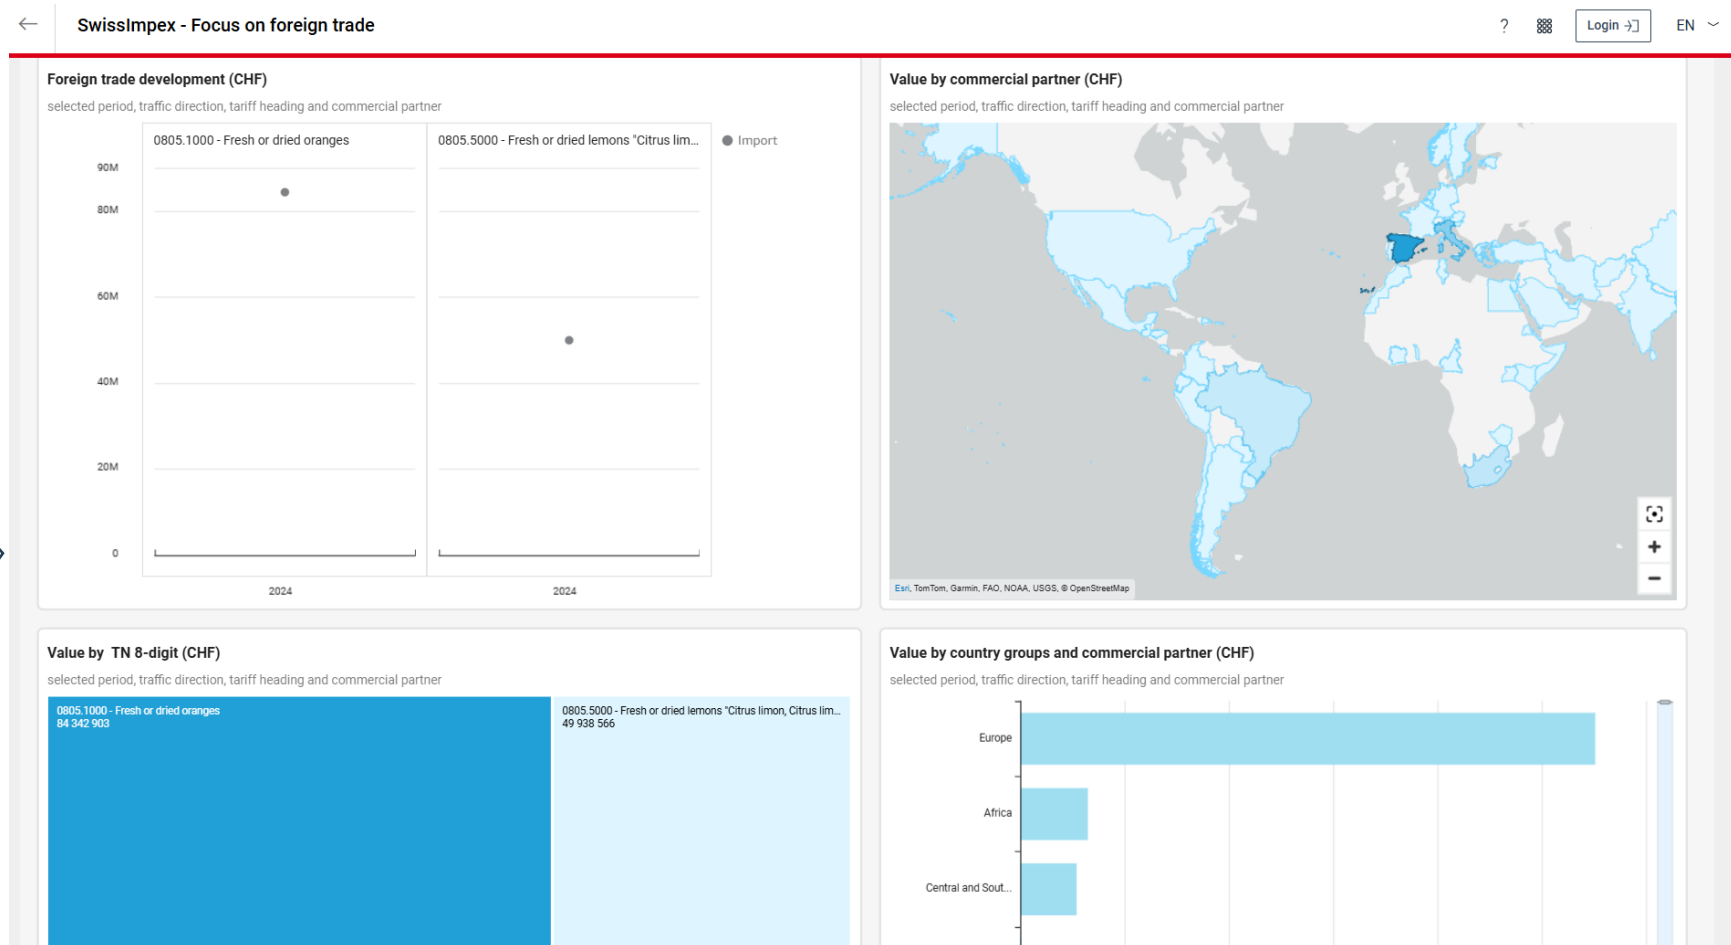 SwissImpex - Focus on foreign trade
?
Login
EN
Foreign trade development (CHF)
selected period, traffic direction, tariff heading and commercial partner
0805.1000 - Fresh or dried oranges
0805.5000 - Fresh or dried lemons "Citrus lim...
Import
90M
80M
60M
40M
20M
0
2024
2024
Value by commercial partner (CHF)
selected period, traffic direction, tariff heading and commercial partner
Esri, TomTom, Garmin, FAO, NOAA, USGS, © OpenStreetMap
Value by TN 8-digit (CHF)
selected period, traffic direction, tariff heading and commercial partner
0805.1000 - Fresh or dried oranges
84 342 903
0805.5000 - Fresh or dried lemons "Citrus limon, Citrus lim...
49 938 566
Value by country groups and commercial partner (CHF)
selected period, traffic direction, tariff heading and commercial partner
Europe
Africa
Central and Sout...